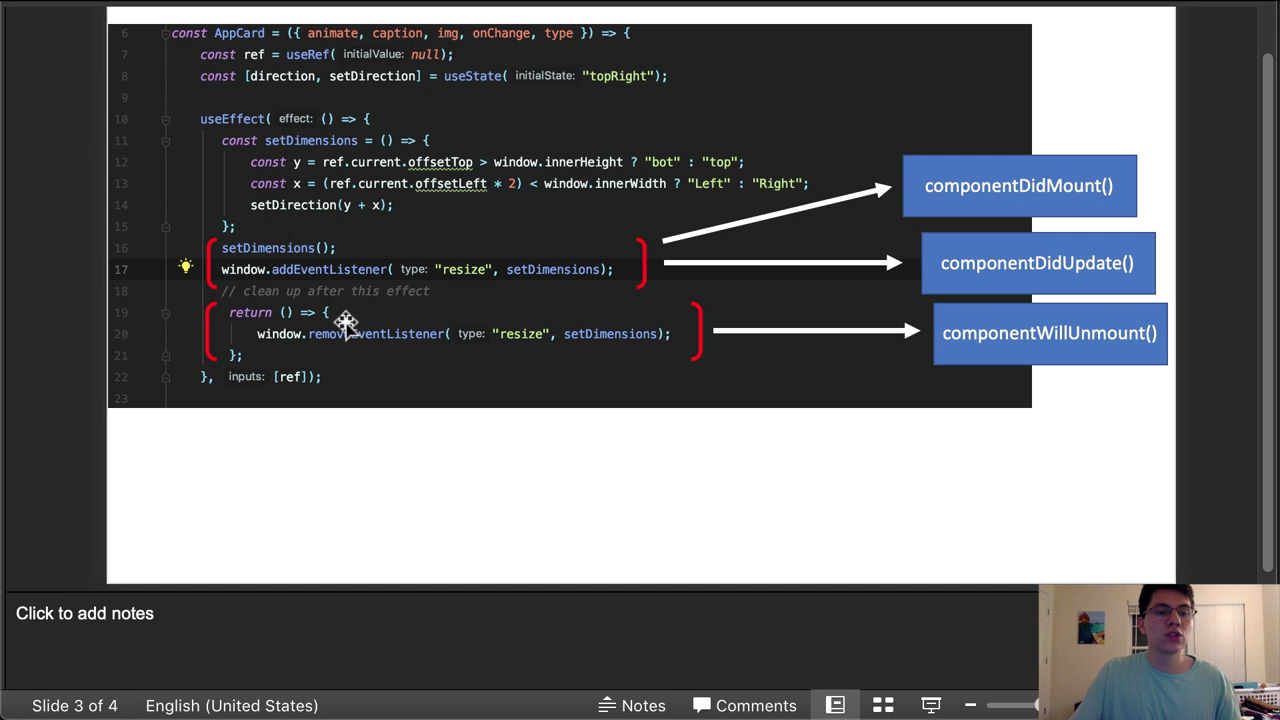 6 const AppCard = ({ animate, caption, img, onChange, type }) => {
7 const ref = useRef( initialValue: null);
8 const [direction, setDirection] = useState( initialState: "topRight");
9
10 useEffect( effect: () => {
11 const setDimensions = () => {
12 const y = ref.current.offsetTop > window.innerHeight ? "bot" : "top";
13 const x = (ref.current.offsetLeft * 2) < window.innerWidth ? "Left" : "Right");
14 setDirection(y + x);
15 };
16 setDimensions();
17 window.addEventListener( type: "resize", setDimensions);
18 // clean up after this effect
19 return () => {
20 window.removeEventListener( type: "resize", setDimensions);
21 };
22 }, inputs: [ref]);
23
componentDidMount()
componentDidUpdate()
componentWillUnmount()
Click to add notes
Slide 3 of 4 English (United States) Notes Comments